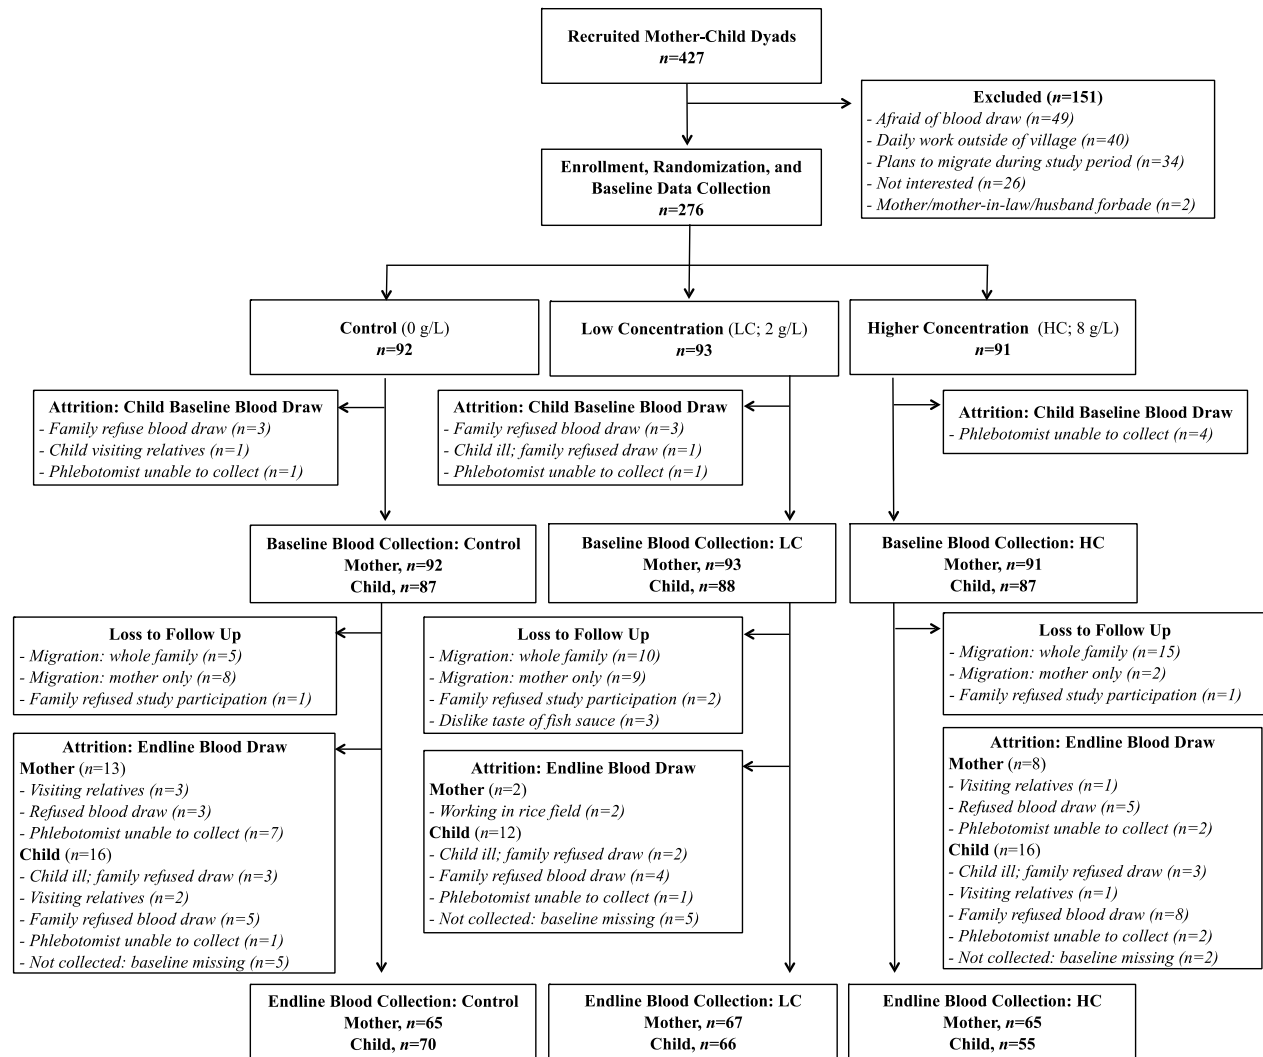 Recruited Mother-Child Dyads
n=427
Excluded (n=151)
- Afraid of blood draw (n=49)
- Daily work outside of village (n=40)
- Plans to migrate during study period (n=34)
- Not interested (n=26)
- Mother/mother-in-law/husband forbade (n=2)
Enrollment, Randomization, and
Baseline Data Collection
n=276
Control (0 g/L)
n=92
Low Concentration (LC; 2 g/L)
n=93
Higher Concentration (HC; 8 g/L)
n=91
Attrition: Child Baseline Blood Draw
- Family refuse blood draw (n=3)
- Child visiting relatives (n=1)
- Phlebotomist unable to collect (n=1)
Attrition: Child Baseline Blood Draw
- Family refused blood draw (n=3)
- Child ill; family refused draw (n=1)
- Phlebotomist unable to collect (n=1)
Attrition: Child Baseline Blood Draw
- Phlebotomist unable to collect (n=4)
Baseline Blood Collection: Control
Mother, n=92
Child, n=87
Baseline Blood Collection: LC
Mother, n=93
Child, n=88
Baseline Blood Collection: HC
Mother, n=91
Child, n=87
Loss to Follow Up
- Migration: whole family (n=5)
- Migration: mother only (n=8)
- Family refused study participation (n=1)
Loss to Follow Up
- Migration: whole family (n=10)
- Migration: mother only (n=9)
- Family refused study participation (n=2)
- Dislike taste of fish sauce (n=3)
Loss to Follow Up
- Migration: whole family (n=15)
- Migration: mother only (n=2)
- Family refused study participation (n=1)
Attrition: Endline Blood Draw
Mother (n=13)
- Visiting relatives (n=3)
- Refused blood draw (n=3)
- Phlebotomist unable to collect (n=7)
Child (n=16)
- Child ill; family refused draw (n=3)
- Visiting relatives (n=2)
- Family refused blood draw (n=5)
- Phlebotomist unable to collect (n=1)
- Not collected: baseline missing (n=5)
Attrition: Endline Blood Draw
Mother (n=2)
- Working in rice field (n=2)
Child (n=12)
- Child ill; family refused draw (n=2)
- Family refused blood draw (n=4)
- Phlebotomist unable to collect (n=1)
- Not collected: baseline missing (n=5)
Attrition: Endline Blood Draw
Mother (n=8)
- Visiting relatives (n=1)
- Refused blood draw (n=5)
- Phlebotomist unable to collect (n=2)
Child (n=16)
- Child ill; family refused draw (n=3)
- Visiting relatives (n=1)
- Family refused blood draw (n=8)
- Phlebotomist unable to collect (n=2)
- Not collected: baseline missing (n=2)
Endline Blood Collection: Control
Mother, n=65
Child, n=70
Endline Blood Collection: LC
Mother, n=67
Child, n=66
Endline Blood Collection: HC
Mother, n=65
Child, n=55